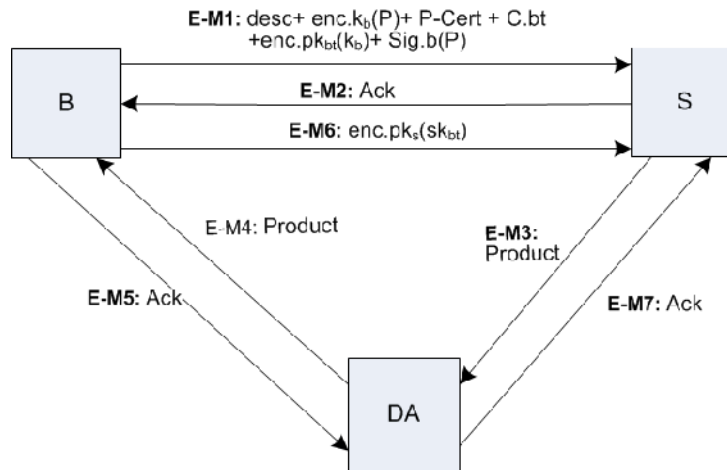 E-M1: desc+ enc.k_b(P)+ P-Cert + C.bt
+enc.pk_bt(k_b)+ Sig.b(P)
B
E-M2: Ack
S
E-M6: enc.pk_s(sk_bt)
E-M4: Product
E-M3:
Product
E-M5: Ack
E-M7: Ack
DA